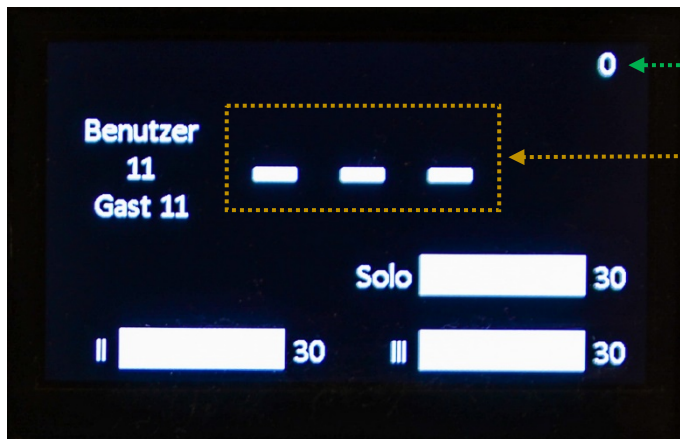 0
Benutzer
11
Gast 11
– – –
Solo 30
II 30 III 30